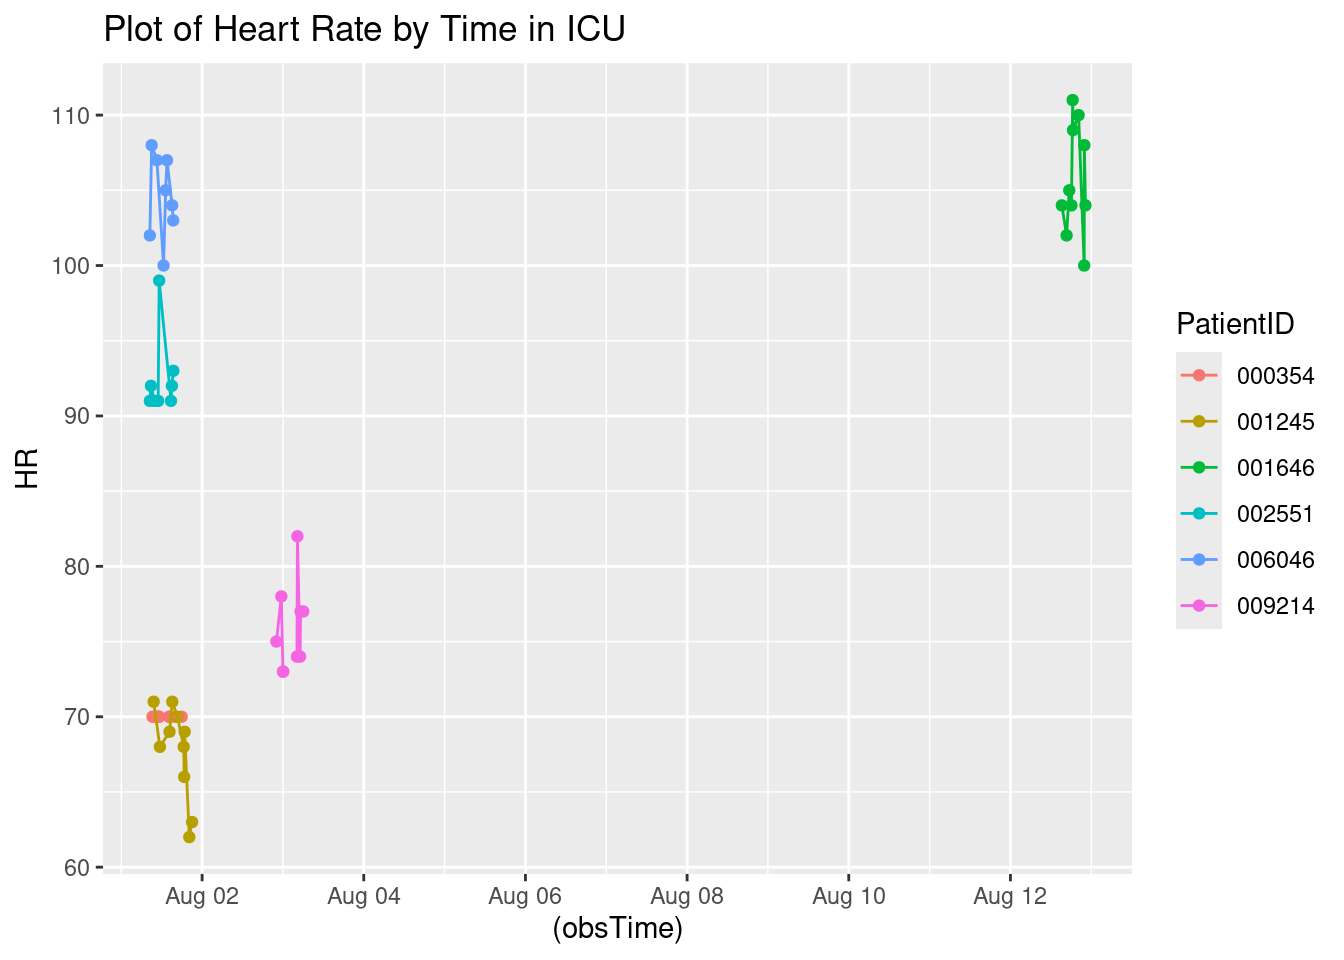 Plot of Heart Rate by Time in ICU
110
100
90
80
70
60
HR
Aug 02
Aug 04
Aug 06
Aug 08
Aug 10
Aug 12
(obsTime)
PatientID
000354
001245
001646
002551
006046
009214